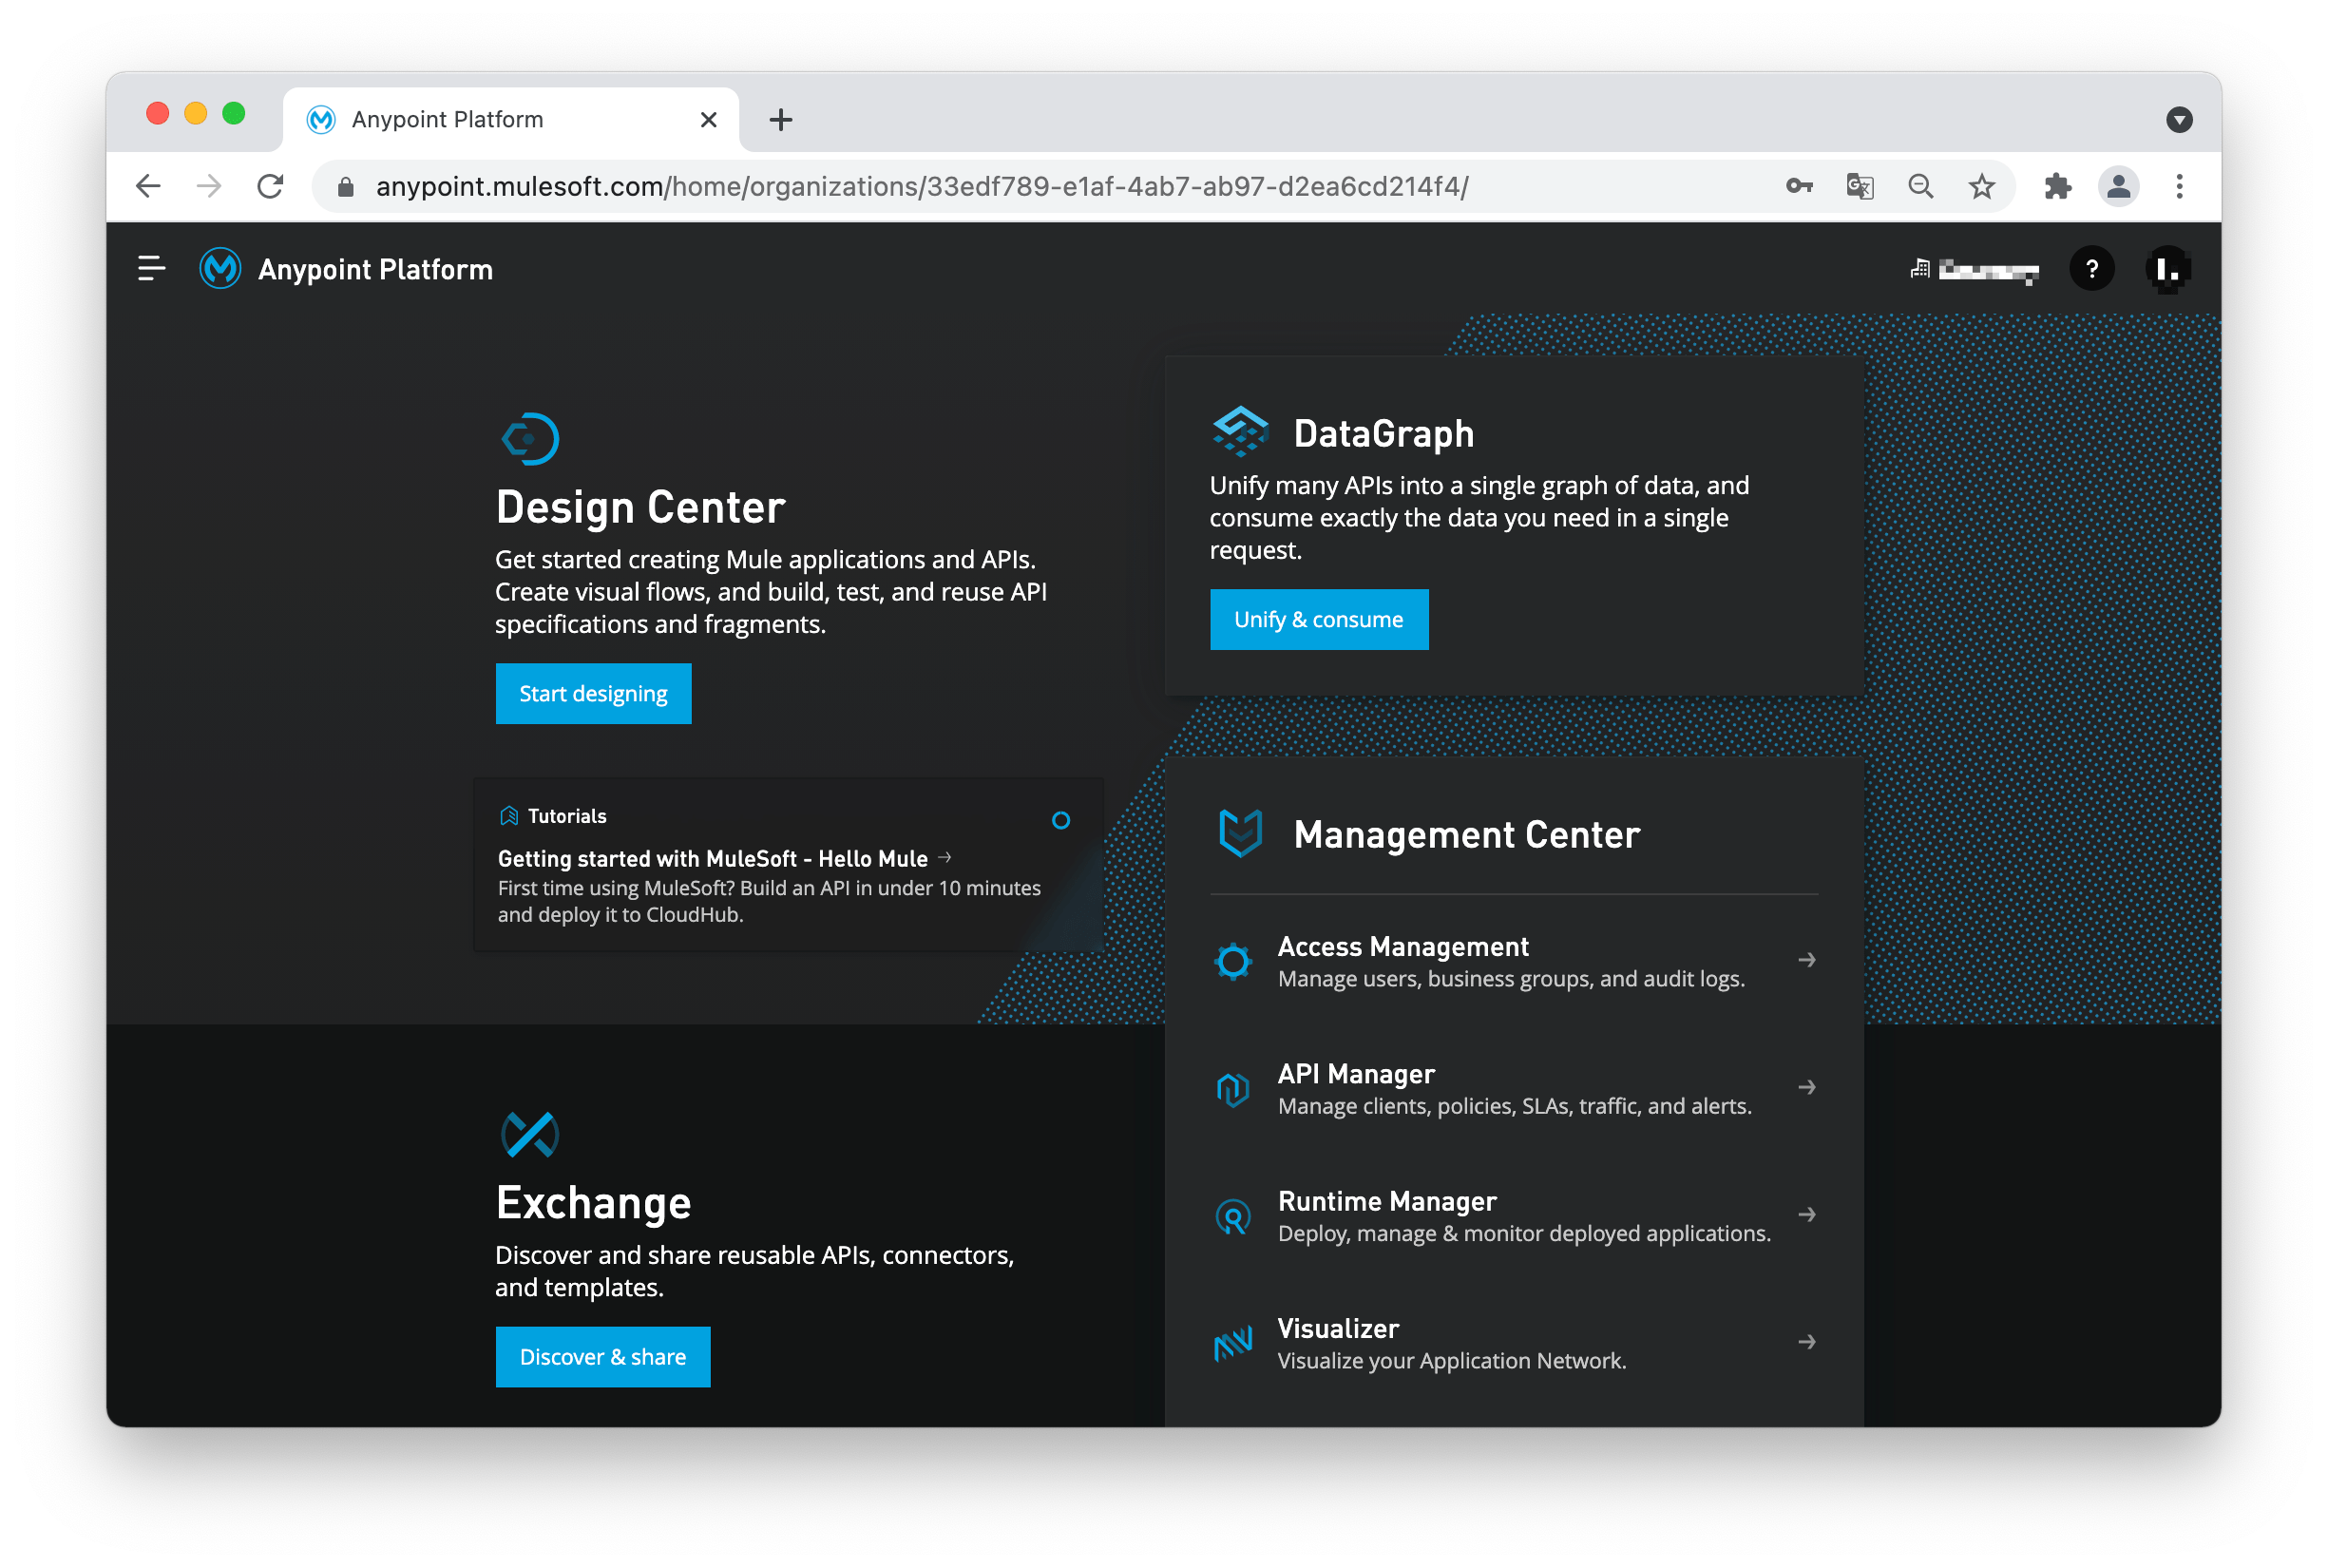 Anypoint Platform
anypoint.mulesoft.com/home/organizations/33edf789-e1af-4ab7-ab97-d2ea6cd214f4/
Anypoint Platform
?
Design Center
Get started creating Mule applications and APIs.
Create visual flows, and build, test, and reuse API
specifications and fragments.
Start designing
Tutorials
Getting started with MuleSoft - Hello Mule →
First time using MuleSoft? Build an API in under 10 minutes
and deploy it to CloudHub.
Exchange
Discover and share reusable APIs, connectors,
and templates.
Discover & share
DataGraph
Unify many APIs into a single graph of data, and
consume exactly the data you need in a single
request.
Unify & consume
Management Center
Access Management
Manage users, business groups, and audit logs.
API Manager
Manage clients, policies, SLAs, traffic, and alerts.
Runtime Manager
Deploy, manage & monitor deployed applications.
Visualizer
Visualize your Application Network.